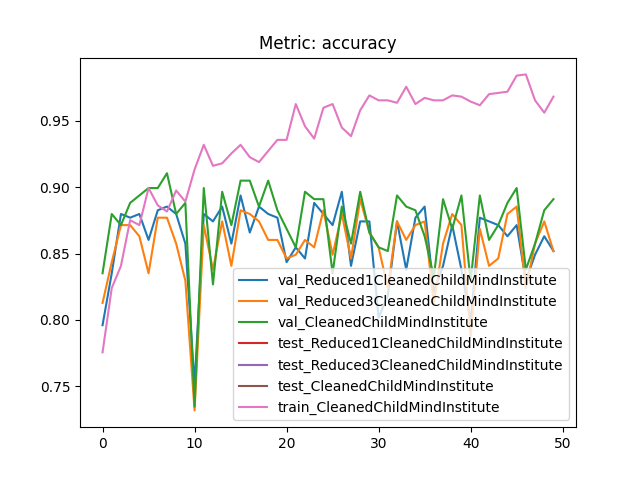 Metric: accuracy
0.95
0.90
0.85
0.80
0.75
val_Reduced1CleanedChildMindInstitute
val_Reduced3CleanedChildMindInstitute
val_CleanedChildMindInstitute
test_Reduced1CleanedChildMindInstitute
test_Reduced3CleanedChildMindInstitute
test_CleanedChildMindInstitute
train_CleanedChildMindInstitute
0 10 20 30 40 50